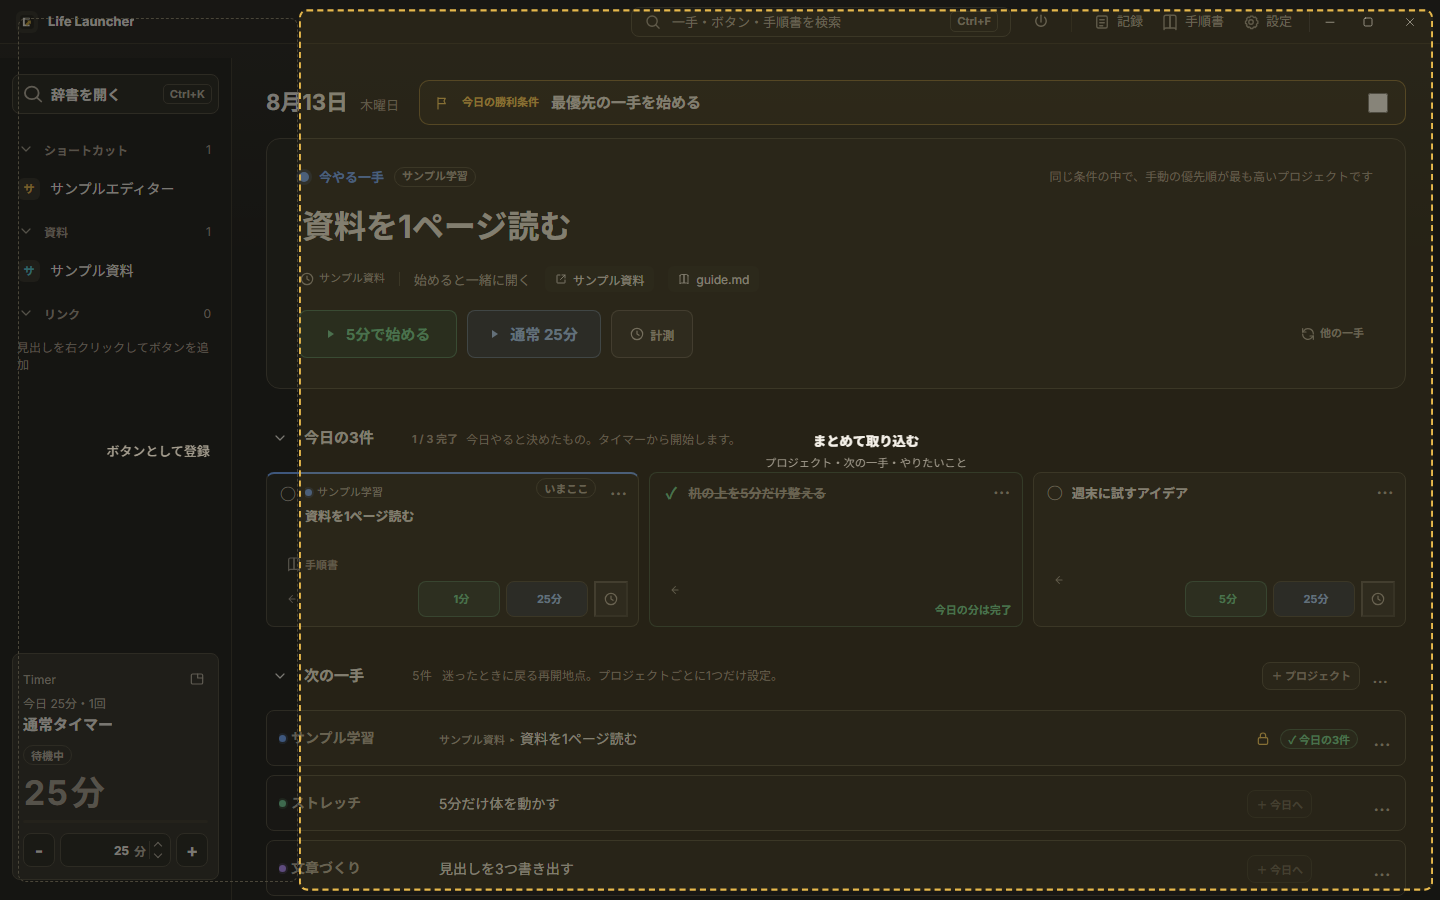 Life Launcher
一手・ボタン・手順書を検索
Ctrl+F
記録
手順書
設定
辞書を開く
Ctrl+K
ショートカット
1
サ
サンプルエディター
資料
1
サ
サンプル資料
リンク
0
見出しを右クリックしてボタンを追
加
ボタンとして登録
Timer
今日 25分・1回
通常タイマー
待機中
25分
-
25 分
+
8月13日
木曜日
今日の勝利条件
最優先の一手を始める
今やる一手
サンプル学習
同じ条件の中で、手動の優先順が最も高いプロジェクトです
資料を1ページ読む
サンプル資料
始めると一緒に開く
サンプル資料
guide.md
5分で始める
通常 25分
計測
他の一手
今日の3件
1 / 3 完了
今日やると決めたもの。タイマーから開始します。
まとめて取り込む
プロジェクト・次の一手・やりたいこと
サンプル学習
いまここ
資料を1ページ読む
手順書
1分
25分
机の上を5分だけ整える
今日の分は完了
週末に試すアイデア
5分
25分
次の一手
5件
迷ったときに戻る再開地点。プロジェクトごとに1つだけ設定。
+ プロジェクト
サンプル学習
サンプル資料 ▸ 資料を1ページ読む
✓ 今日の3件
ストレッチ
5分だけ体を動かす
+ 今日へ
文章づくり
見出しを3つ書き出す
+ 今日へ